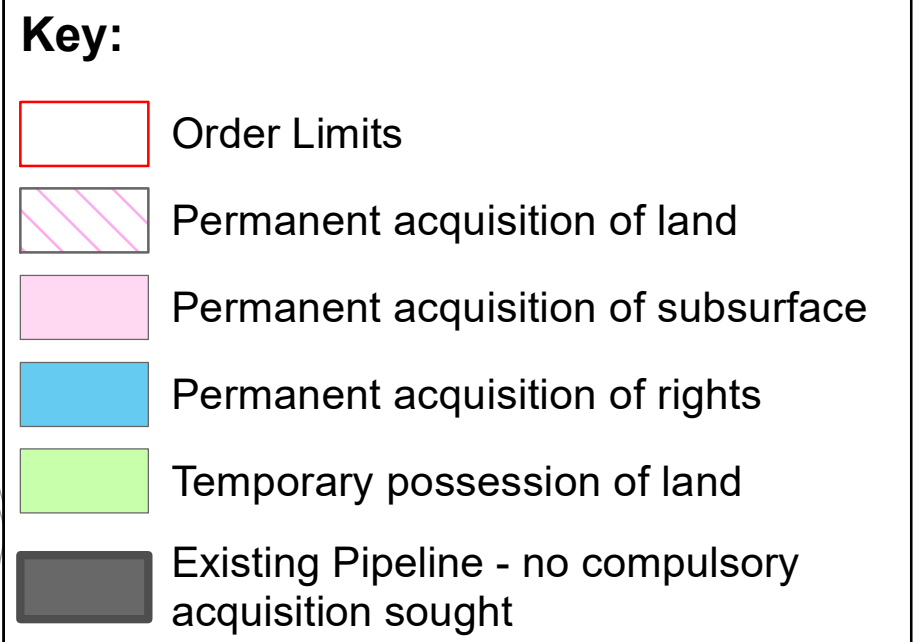 Key:
Order Limits
Permanent acquisition of land
Permanent acquisition of subsurface
Permanent acquisition of rights
Temporary possession of land
Existing Pipeline - no compulsory
acquisition sought